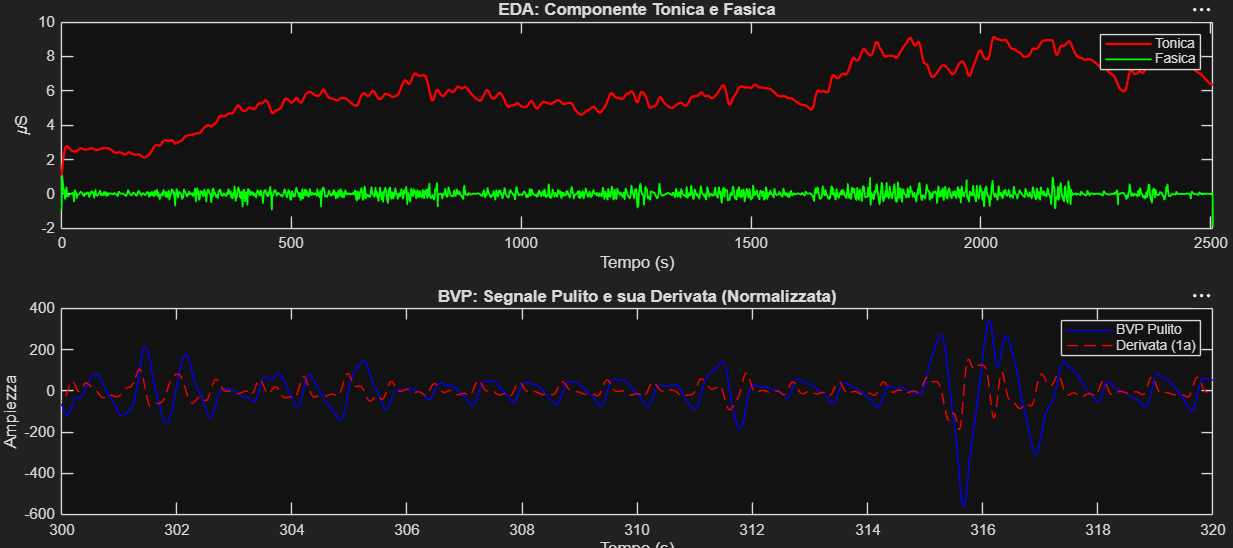 EDA: Componente Tonica e Fasica
...
10
8
6
4
2
0
-2
µS
Tonica
Fasica
0 500 1000 1500 2000 2500
Tempo (s)
BVP: Segnale Pulito e sua Derivata (Normalizzata)
...
400
200
0
-200
-400
-600
Ampiezza
BVP Pulito
Derivata (1a)
300 302 304 306 308 310 312 314 316 318 320
Tempo (s)